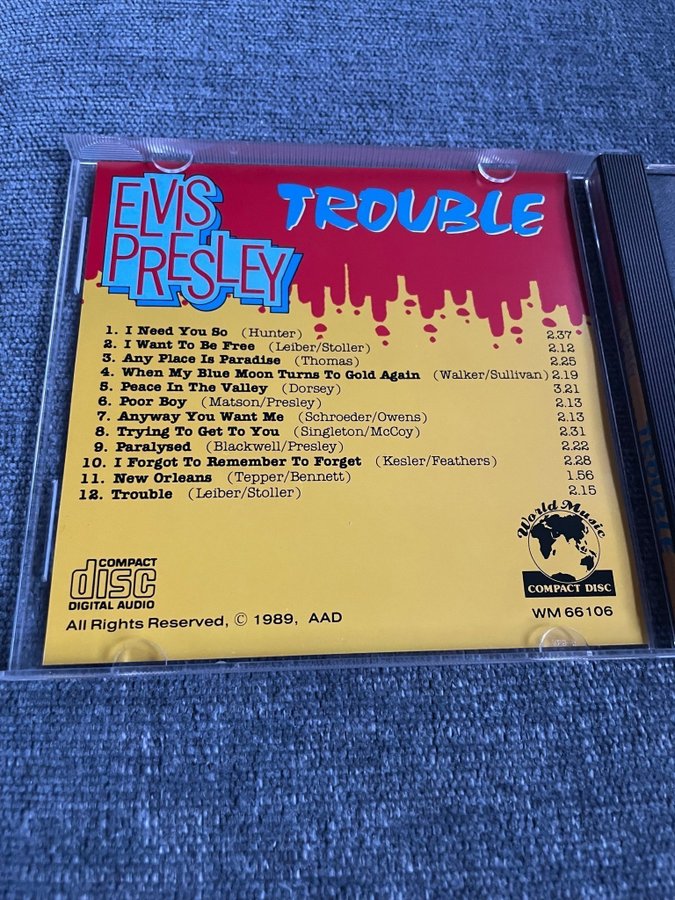 ELVIS PRESLEY
TROUBLE
1. I Need You So (Hunter) 2.37
2. I Want To Be Free (Leiber/Stoller) 2.12
3. Any Place Is Paradise (Thomas) 2.25
4. When My Blue Moon Turns To Gold Again (Walker/Sullivan) 2.19
5. Peace In The Valley (Dorsey) 3.21
6. Poor Boy (Matson/Presley) 2.13
7. Anyway You Want Me (Schroeder/Owens) 2.13
8. Trying To Get To You (Singleton/McCoy) 2.31
9. Paralysed (Blackwell/Presley) 2.22
10. I Forgot To Remember To Forget (Kesler/Feathers) 2.28
11. New Orleans (Tepper/Bennett) 1.56
12. Trouble (Leiber/Stoller) 2.15
World Music
COMPACT DISC
COMPACT
disc
DIGITAL AUDIO
All Rights Reserved, © 1989, AAD
WM 66106